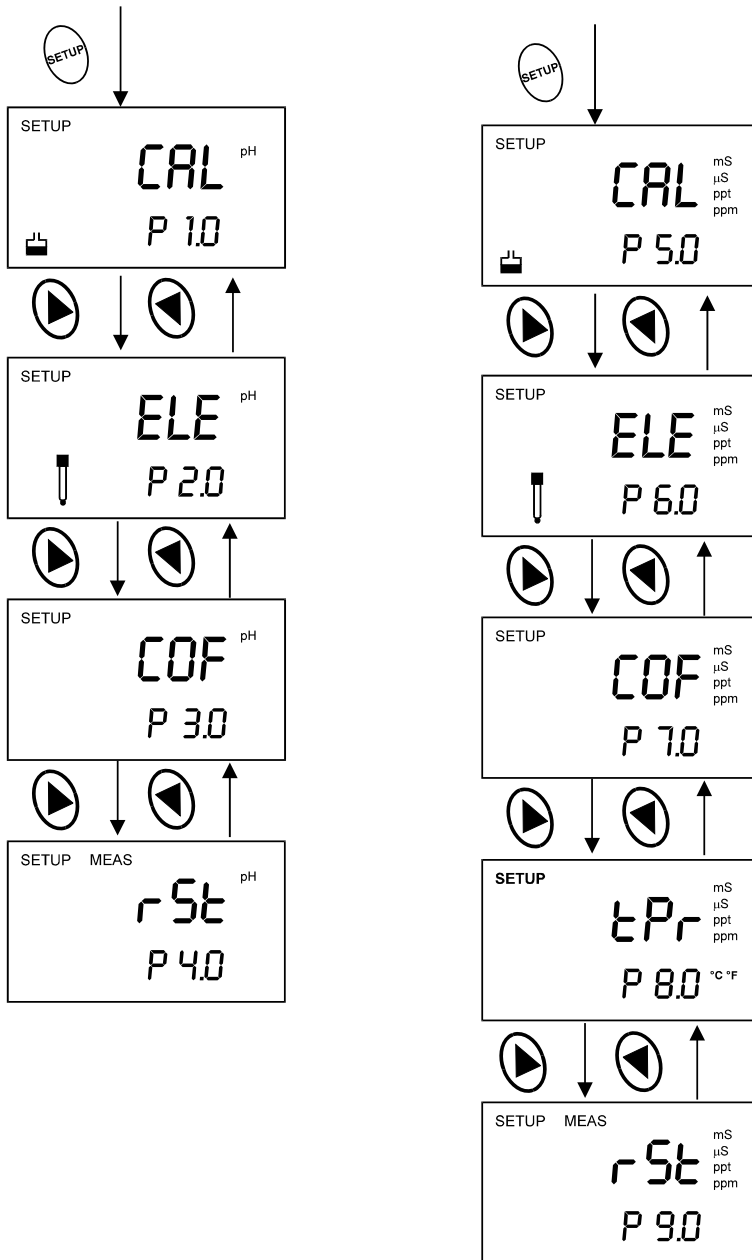 SETUP
SETUP
CAL pH
P 1.0
SETUP
ELE pH
P 2.0
SETUP
COF pH
P 3.0
SETUP MEAS
rSt pH
P 4.0
SETUP
SETUP
CAL mS
µS
ppt
ppm
P 5.0
SETUP
ELE mS
µS
ppt
ppm
P 6.0
SETUP
COF mS
µS
ppt
ppm
P 7.0
SETUP
tPr mS
µS
ppt
ppm
P 8.0 °C °F
SETUP MEAS
rSt mS
µS
ppt
ppm
P 9.0